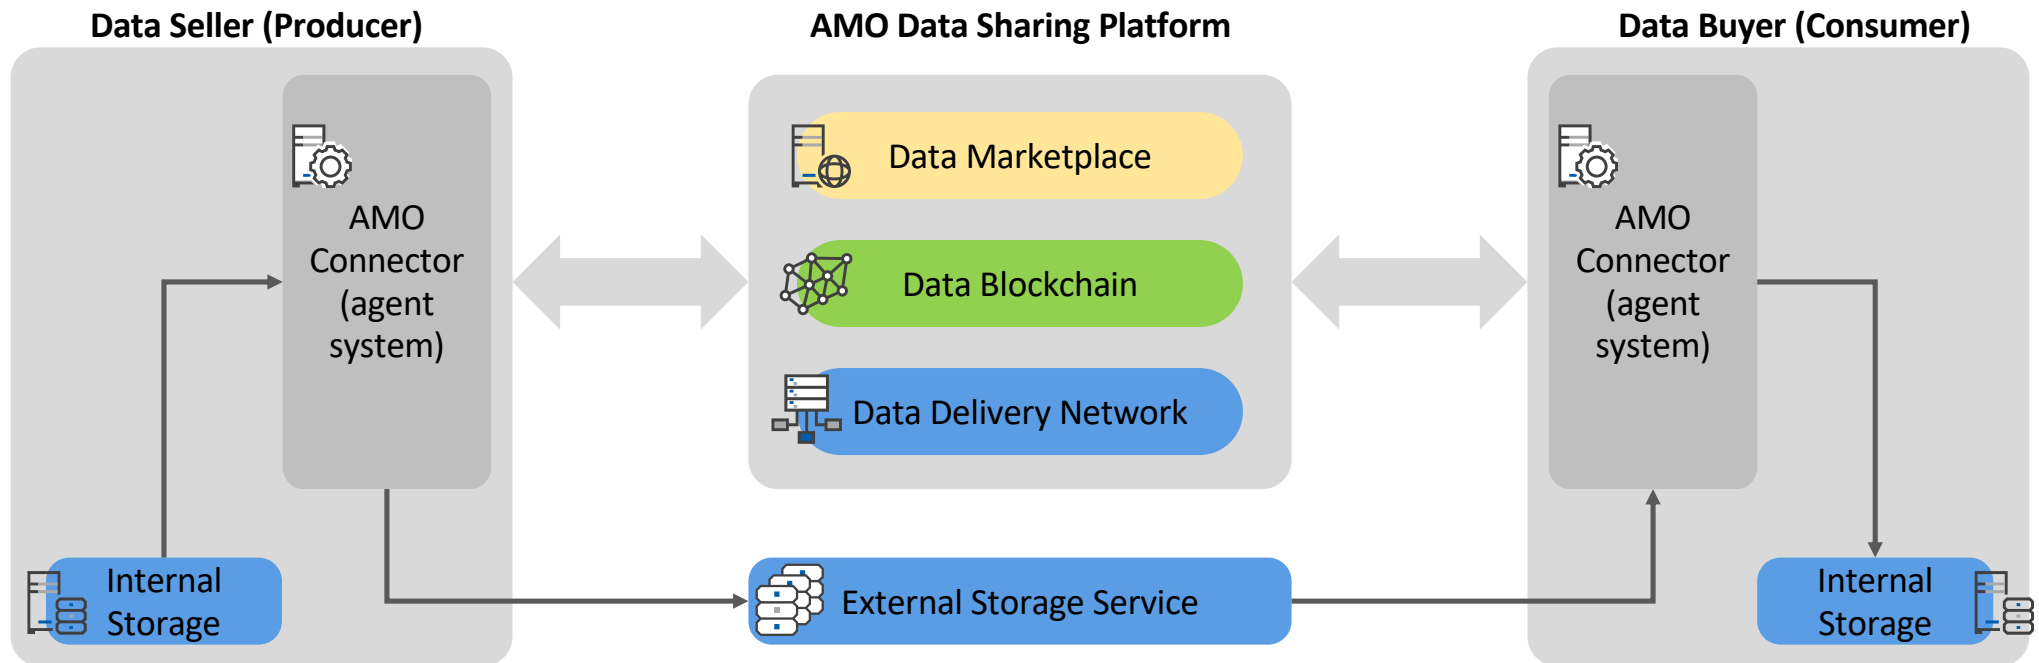 Data Seller (Producer)
AMO Data Sharing Platform
Data Buyer (Consumer)
AMO
Connector
(agent
system)
Internal
Storage
Data Marketplace
Data Blockchain
Data Delivery Network
External Storage Service
AMO
Connector
(agent
system)
Internal
Storage